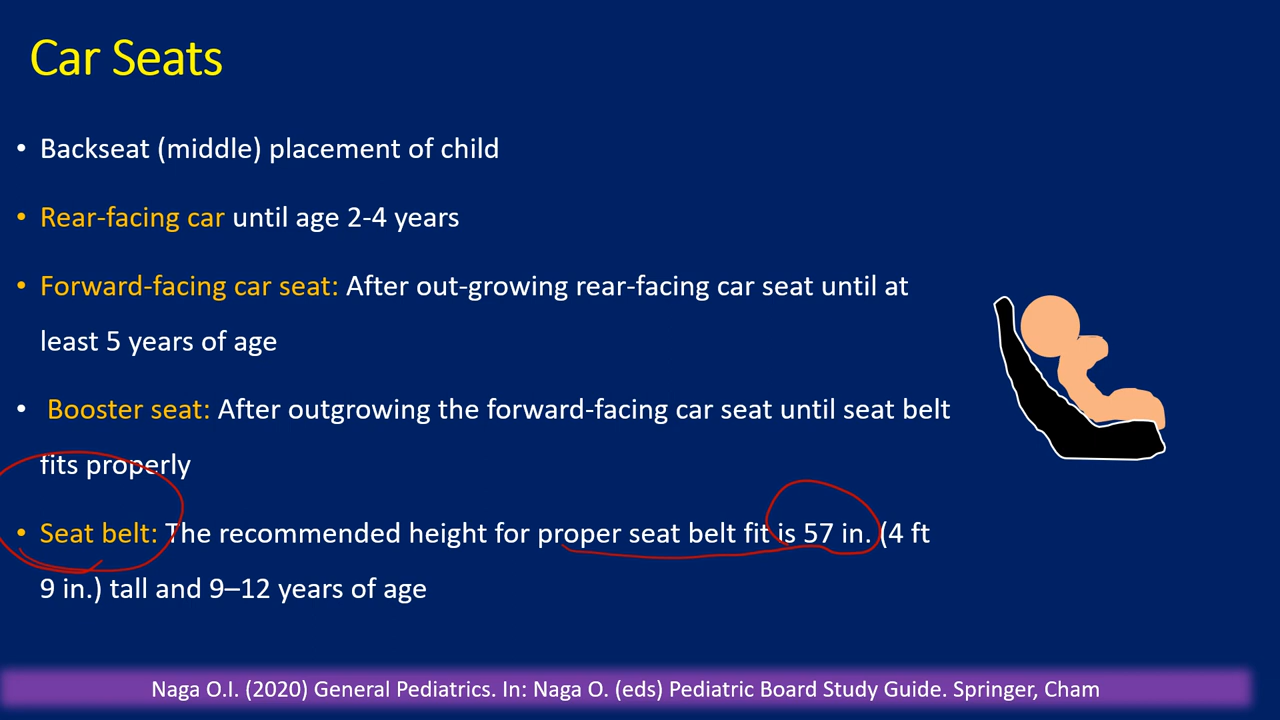 Car Seats
• Backseat (middle) placement of child
• Rear-facing car until age 2-4 years
• Forward-facing car seat: After out-growing rear-facing car seat until at
least 5 years of age
• Booster seat: After outgrowing the forward-facing car seat until seat belt
fits properly
• Seat belt: The recommended height for proper seat belt fit is 57 in. (4 ft
9 in.) tall and 9–12 years of age
Naga O.I. (2020) General Pediatrics. In: Naga O. (eds) Pediatric Board Study Guide. Springer, Cham